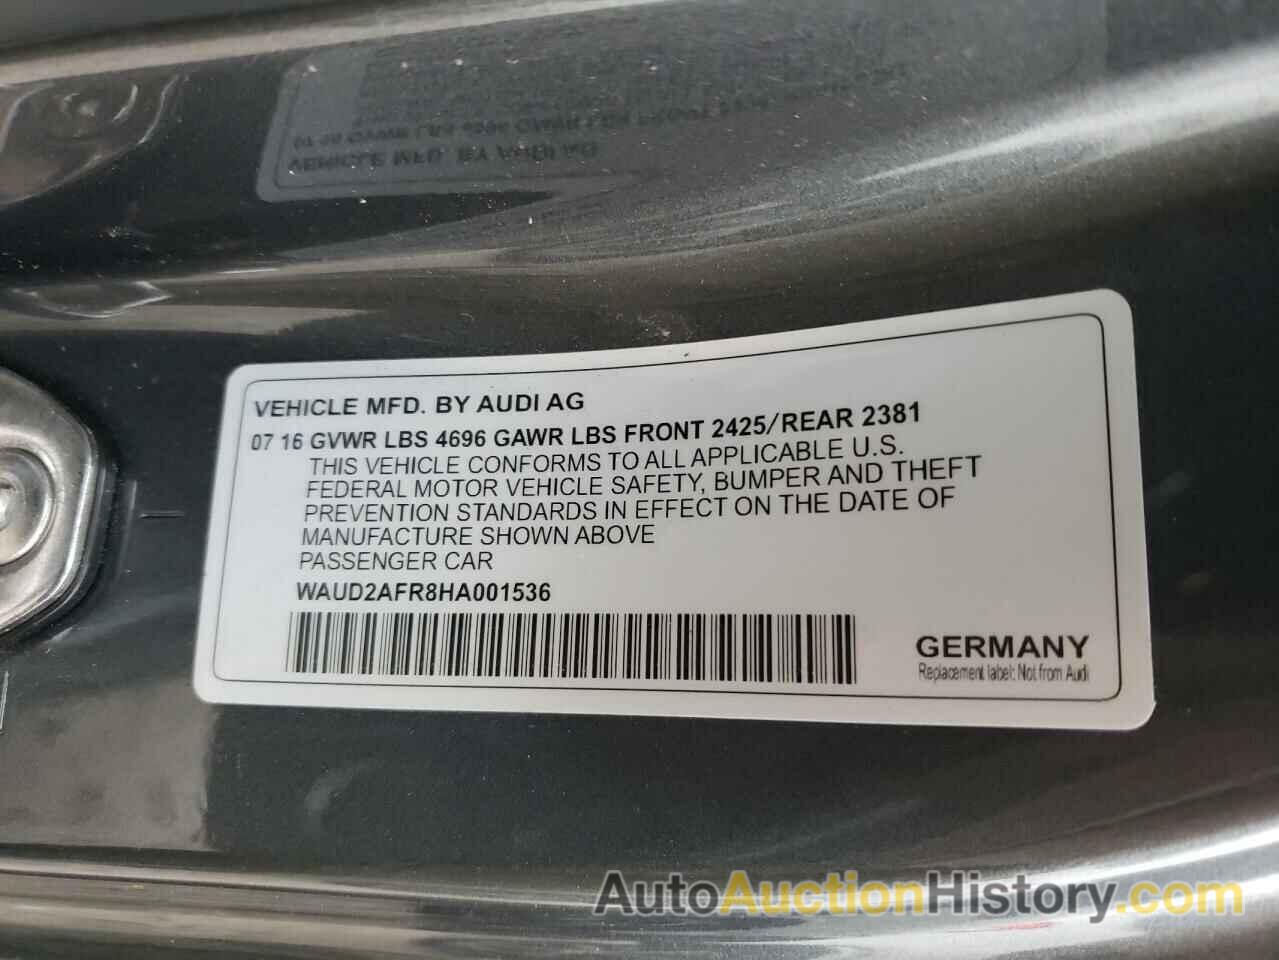 VEHICLE MFD. BY AUDI AG
07 16 GVWR LBS 4696 GAWR LBS FRONT 2425/REAR 2381
THIS VEHICLE CONFORMS TO ALL APPLICABLE U.S.
FEDERAL MOTOR VEHICLE SAFETY, BUMPER AND THEFT
PREVENTION STANDARDS IN EFFECT ON THE DATE OF
MANUFACTURE SHOWN ABOVE
PASSENGER CAR
WAUD2AFR8HA001536
GERMANY
Replacement label: Not from Audi
AutoAuctionHistory.com